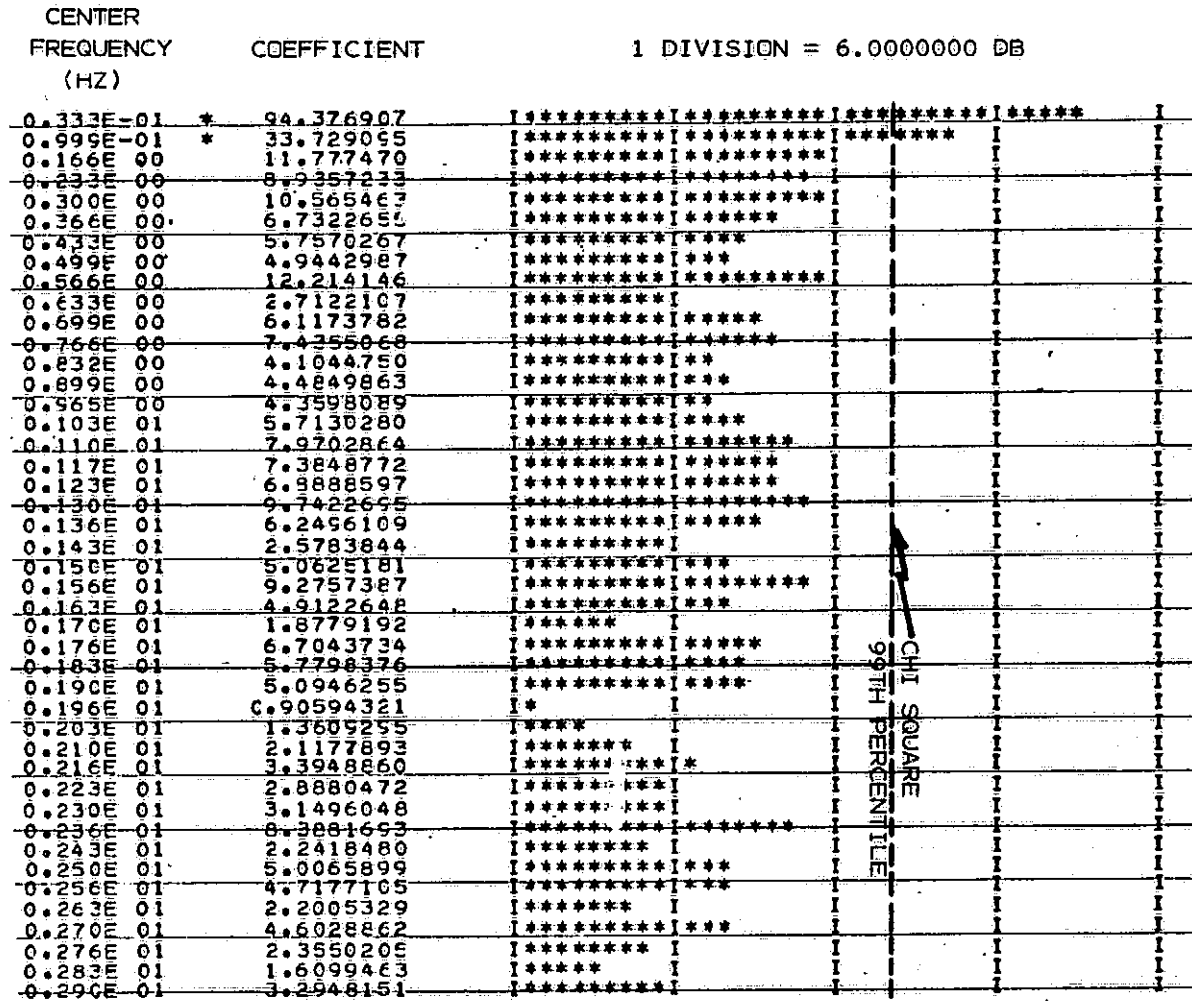 CENTER
FREQUENCY COEFFICIENT 1 DIVISION = 6.0000000 DB
(HZ)
0.333E-01 * 94.376907
0.999E-01 * 33.729095
0.166E 00 11.777470
0.233E 00 8.9357233
0.300E 00 10.565463
0.366E 00 6.7322655
0.433E 00 5.7570267
0.499E 00 4.9442987
0.566E 00 12.214146
0.633E 00 2.7122107
0.699E 00 6.1173782
0.766E 00 7.4355068
0.832E 00 4.1044750
0.899E 00 4.4849863
0.965E 00 4.3598089
0.103E 01 5.7130280
0.110E 01 7.9702864
0.117E 01 7.3848772
0.123E 01 6.9888597
0.130E 01 9.7422695
0.136E 01 6.2496109
0.143E 01 2.5783844
0.150E 01 5.0625181
0.156E 01 9.2757387
0.163E 01 4.9122648
0.170E 01 1.8779192
0.176E 01 6.7043734
0.183E 01 5.7798376
0.190E 01 5.0946255
0.196E 01 0.90594321
0.203E 01 1.3609295
0.210E 01 2.1177893
0.216E 01 3.3948860
0.223E 01 2.8880472
0.230E 01 3.1496048
0.236E 01 8.3881693
0.243E 01 2.2418480
0.250E 01 5.0065899
0.256E 01 4.7177105
0.263E 01 2.2005329
0.270E 01 4.6028862
0.276E 01 2.3550205
0.283E 01 1.6099463
0.290E 01 3.2948151
CHI SQUARE
99TH PERCENTILE